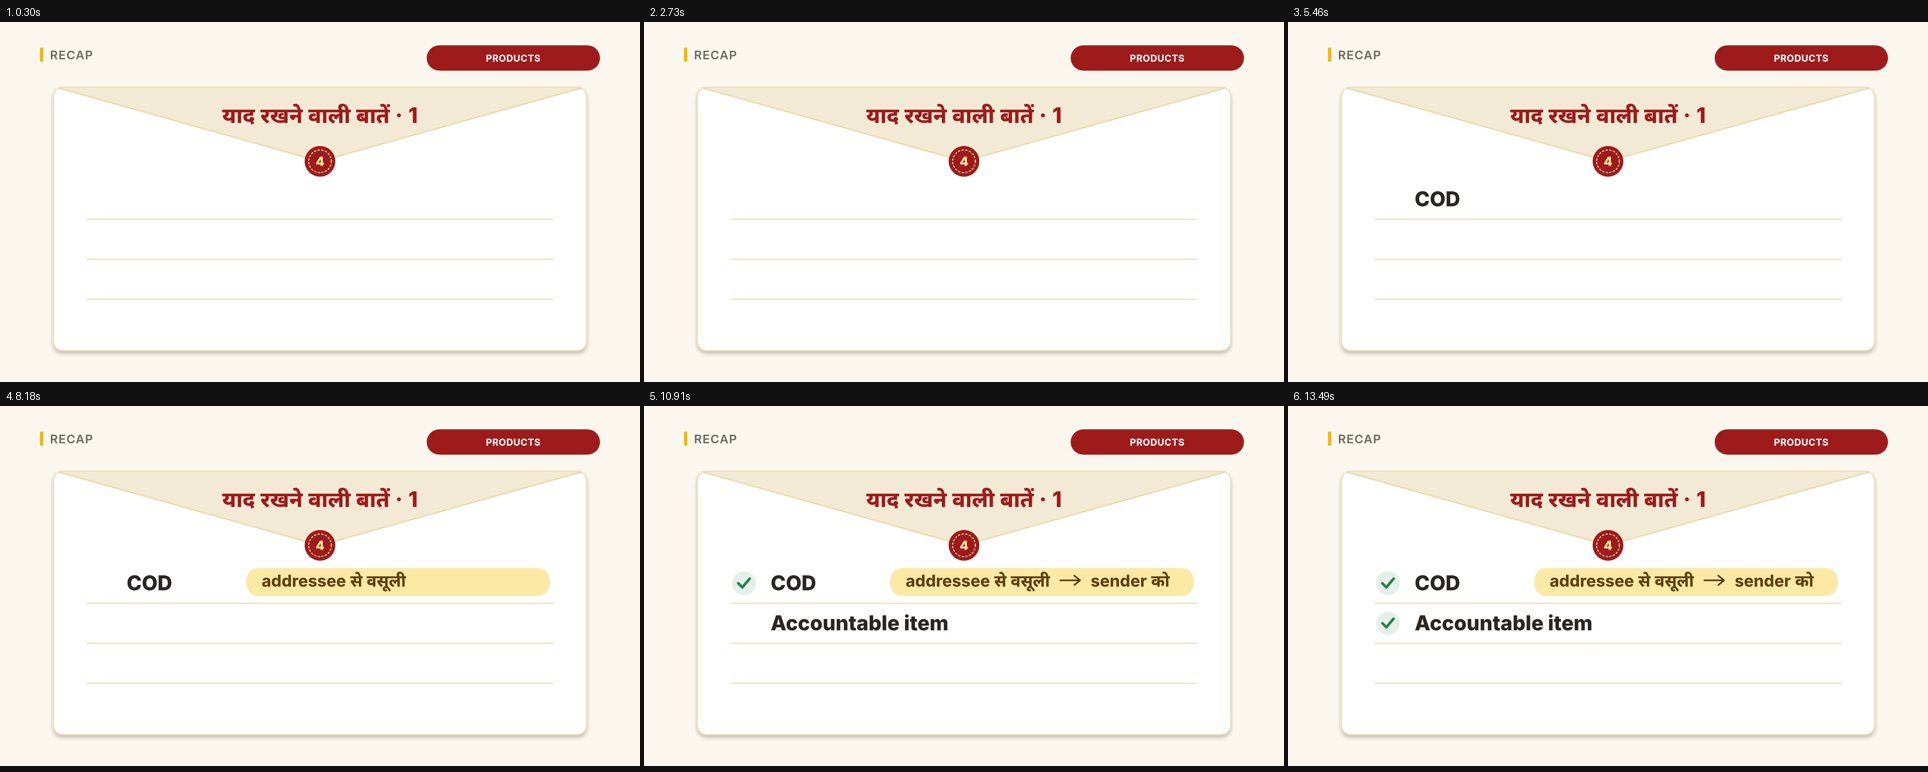 1. 0.30s
RECAP
PRODUCTS
याद रखने वाली बातें · 1
4
2. 2.73s
RECAP
PRODUCTS
याद रखने वाली बातें · 1
4
3. 5.46s
RECAP
PRODUCTS
याद रखने वाली बातें · 1
4
COD
4. 8.18s
RECAP
PRODUCTS
याद रखने वाली बातें · 1
4
COD addressee से वसूली
5. 10.91s
RECAP
PRODUCTS
याद रखने वाली बातें · 1
4
COD addressee से वसूली → sender को
Accountable item
6. 13.49s
RECAP
PRODUCTS
याद रखने वाली बातें · 1
4
COD addressee से वसूली → sender को
Accountable item